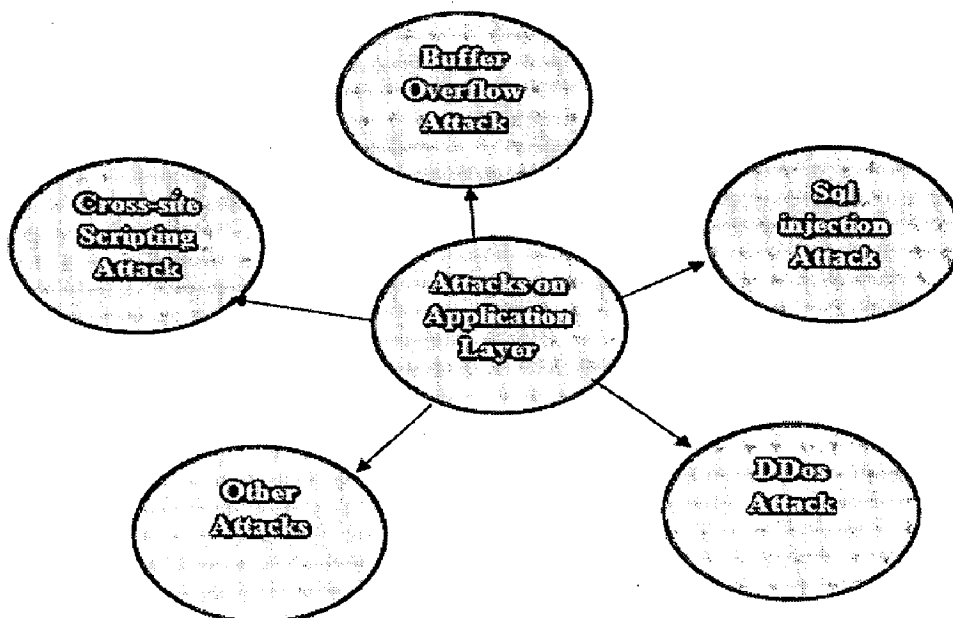 Buffer
Overflow
Attack
Cross-site
Scripting
Attack
Sql
injection
Attack
Attacks on
Application
Layer
Other
Attacks
DDos
Attack